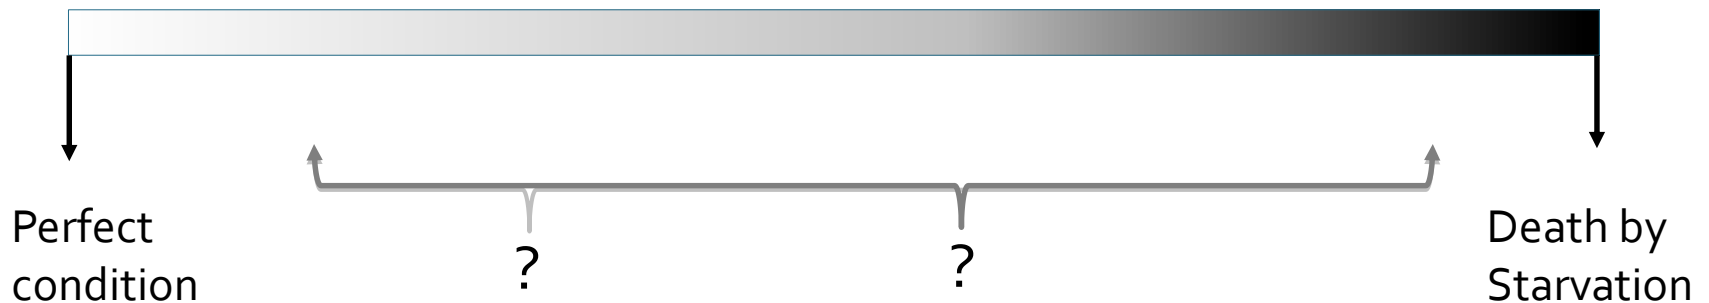 Perfect
condition
?
?
Death by
Starvation